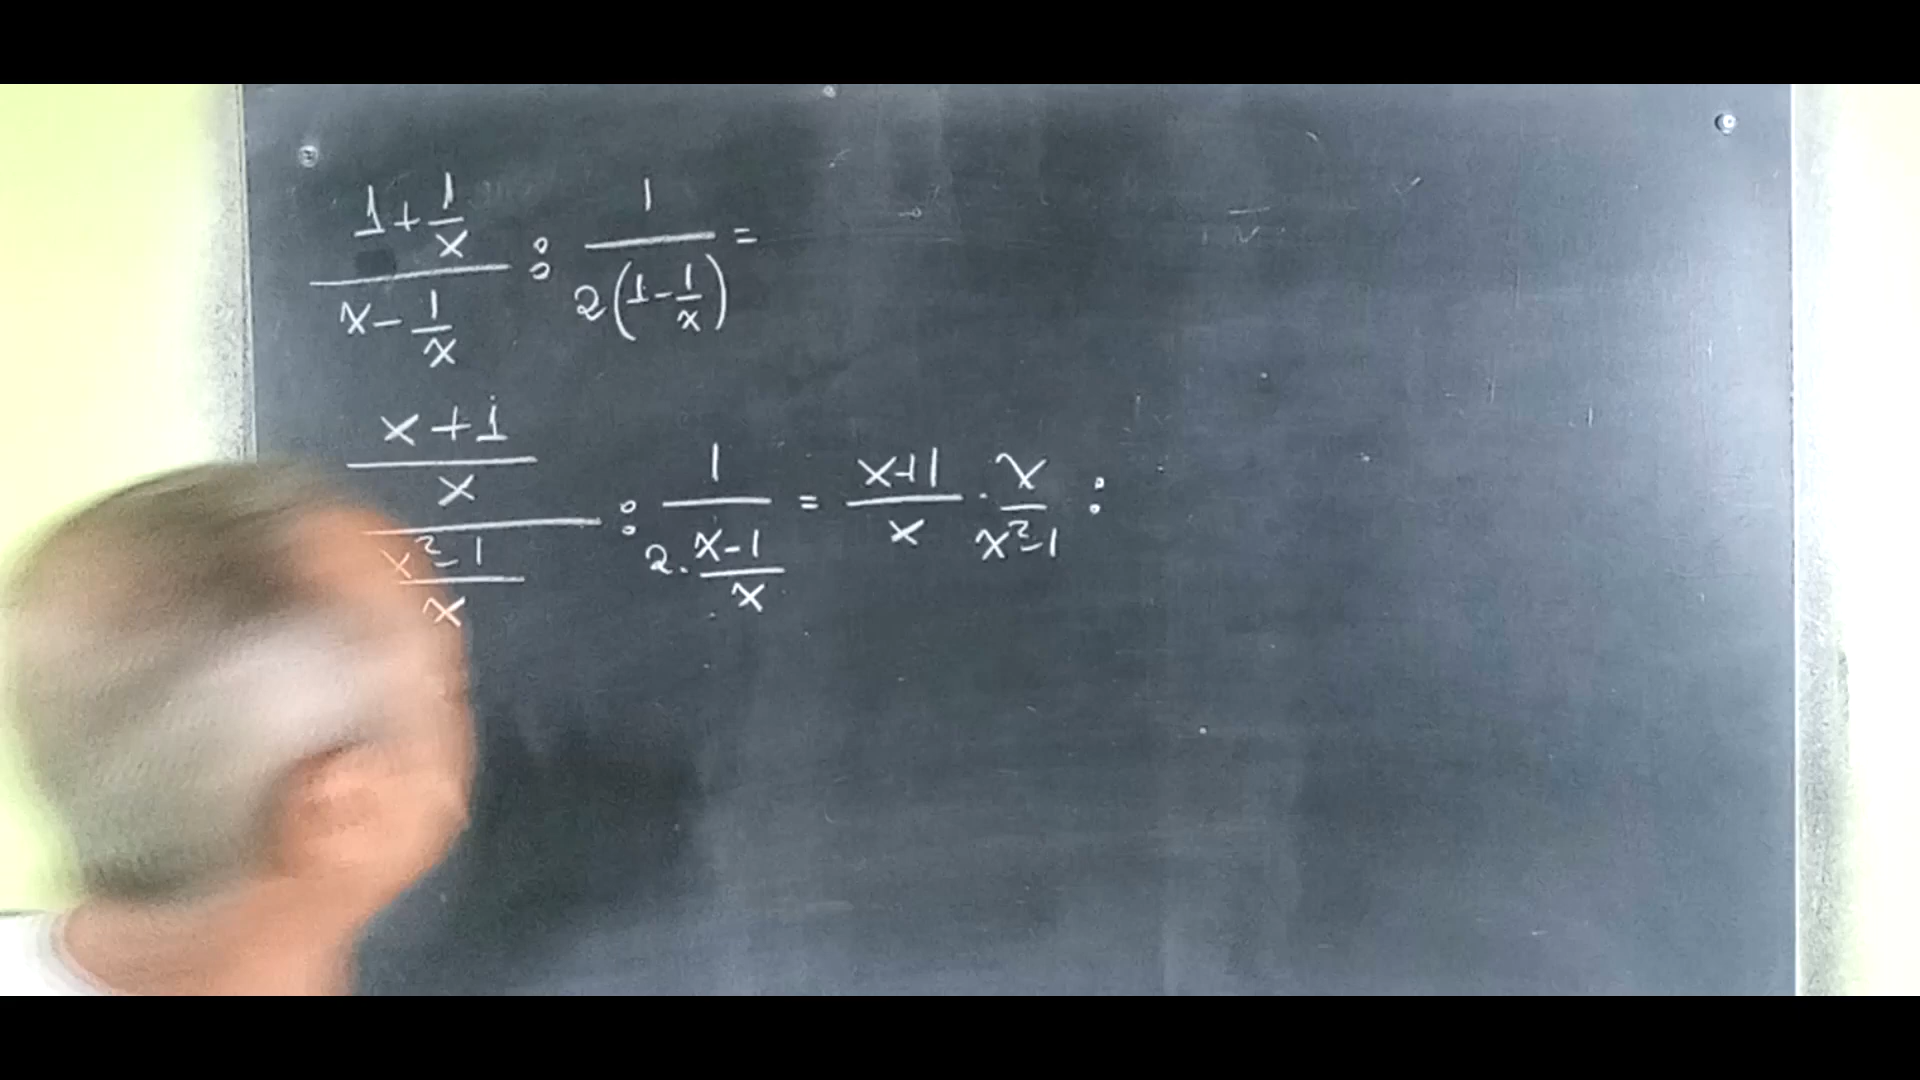 1 + 1/x
x - 1/x : 1 / 2(1 - 1/x) =
x + 1 / x
x² - 1 / x : 1 / 2 · x - 1 / x = x + 1 / x · x / x² - 1 :